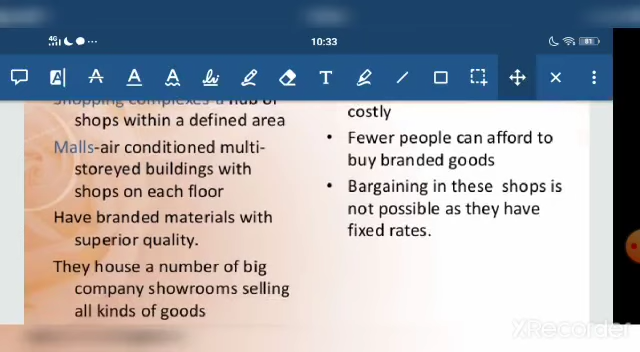 4G
10:33
81
T
Shopping complexes a hub of
shops within a defined area
Malls-air conditioned multi-
storeyed buildings with
shops on each floor
Have branded materials with
superior quality.
They house a number of big
company showrooms selling
all kinds of goods
costly
• Fewer people can afford to
buy branded goods
• Bargaining in these shops is
not possible as they have
fixed rates.
XRecorder